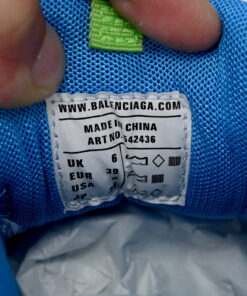 WWW.BALENCIAGA.COM
MADE IN CHINA
ART NO. 542436
UK 6
EUR 39
USA